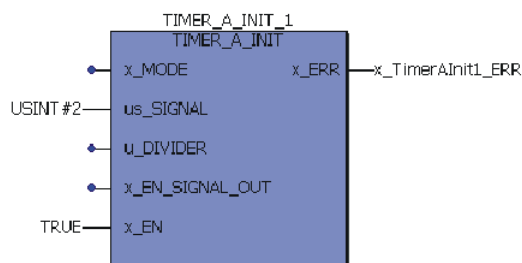 TIMER_A_INIT_1
TIMER_A_INIT
x_MODE x_ERR x_TimerAInit1_ERR
USINT#2 us_SIGNAL
u_DIVIDER
x_EN_SIGNAL_OUT
TRUE x_EN